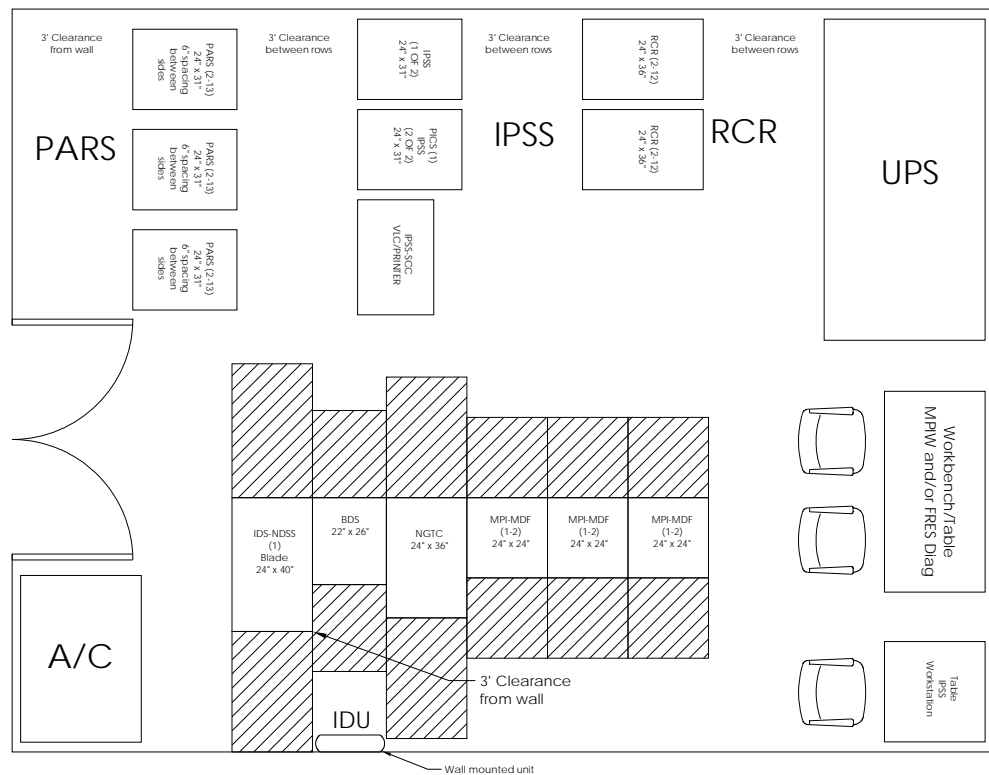 3' Clearance
from wall
PARS (2-13)
24" x 31"
6" spacing
between
sides
3' Clearance
between rows
IPSS
(1 OF 2)
24" x 31"
3' Clearance
between rows
RCR (2-12)
24" x 36"
3' Clearance
between rows
PARS
PARS (2-13)
24" x 31"
6" spacing
between
sides
PICS (1)
IPSS
(2 OF 2)
24" x 31"
IPSS
RCR (2-12)
24" x 36"
RCR
UPS
PARS (2-13)
24" x 31"
6" spacing
between
sides
IPSS-SCC
VLC/PRINTER
IDS-NDSS
(1)
Blade
24" x 40"
BDS
22" x 26"
NGTC
24" x 36"
MPI-MDF
(1-2)
24" x 24"
MPI-MDF
(1-2)
24" x 24"
MPI-MDF
(1-2)
24" x 24"
Workbench/Table
MPIW and/or FRES Diag
A/C
3' Clearance
from wall
IDU
Table
IPSS
Workstation
Wall mounted unit